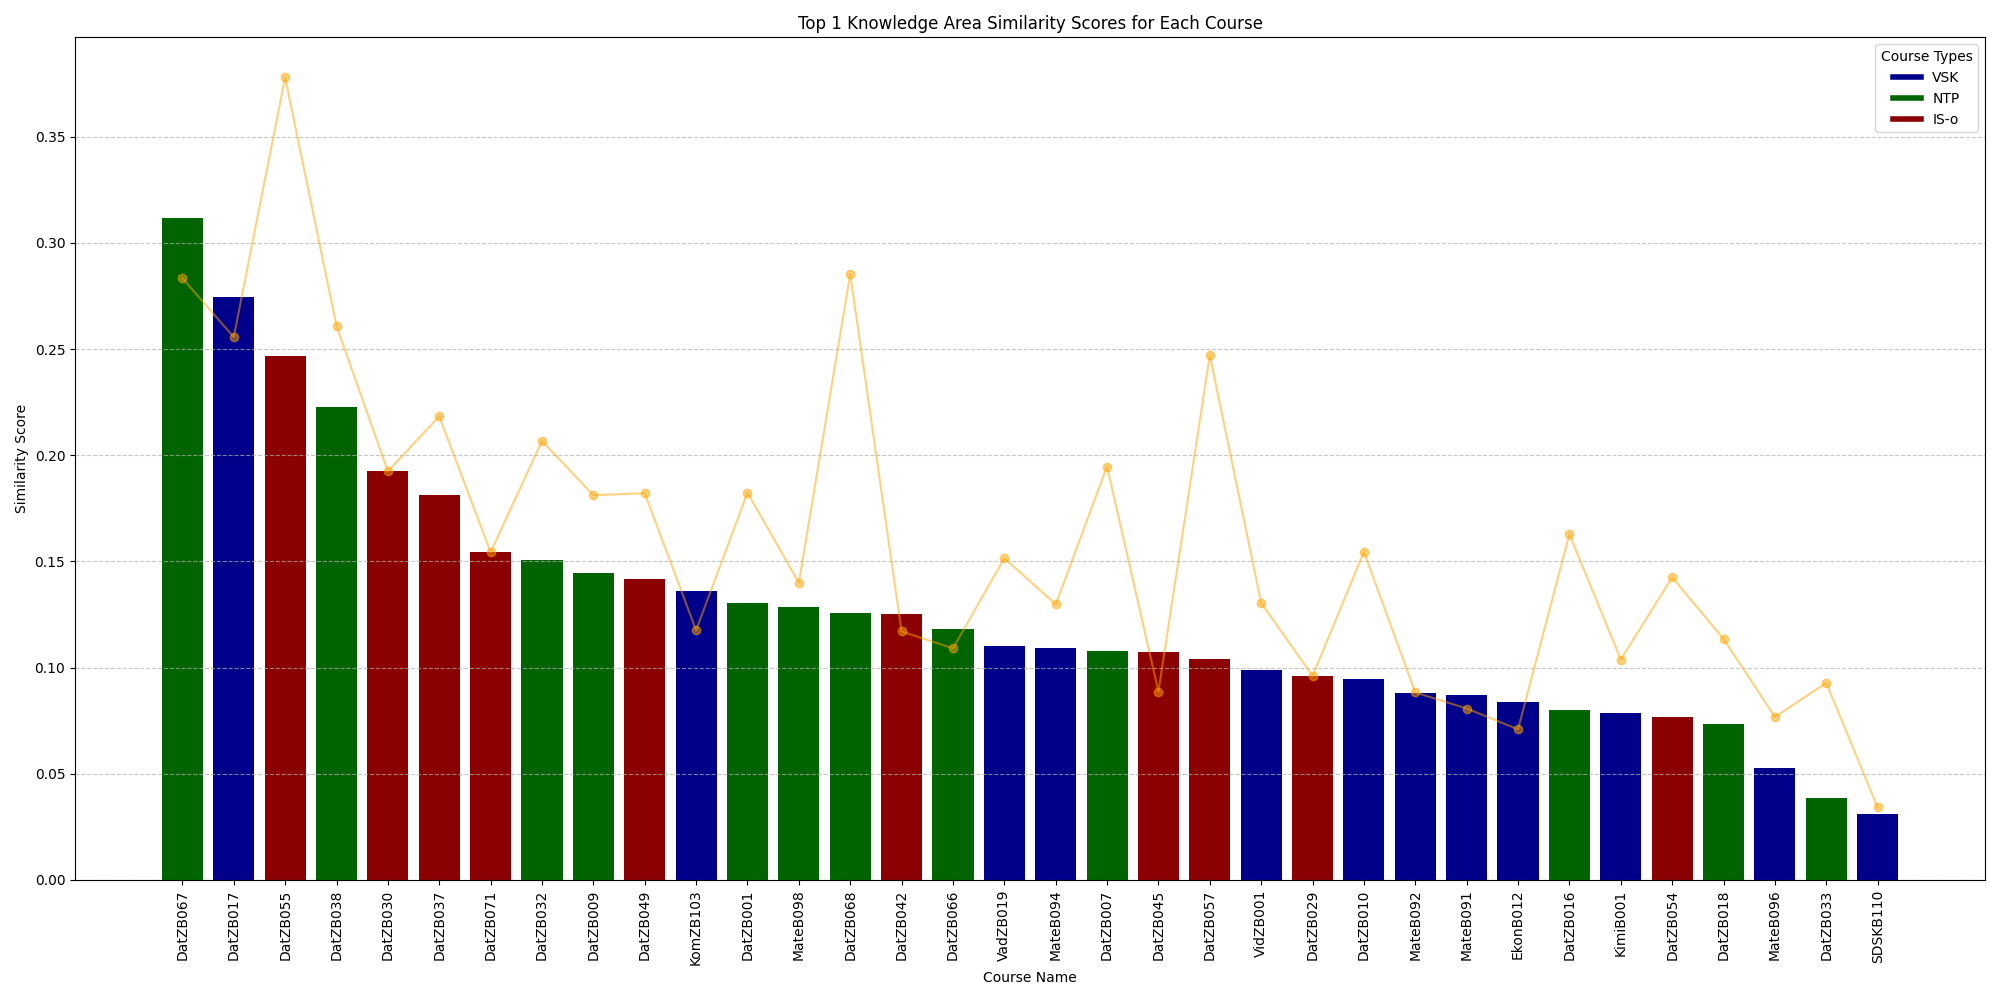 Top 1 Knowledge Area Similarity Scores for Each Course
Course Types
VSK
NTP
IS-o
Similarity Score
0.35
0.30
0.25
0.20
0.15
0.10
0.05
0.00
DatZB067
DatZB017
DatZB055
DatZB038
DatZB030
DatZB037
DatZB071
DatZB032
DatZB009
DatZB049
KomZB103
DatZB001
MateB098
DatZB068
DatZB042
DatZB066
VadZB019
MateB094
DatZB007
DatZB045
DatZB057
VidZB001
DatZB029
DatZB010
MateB092
MateB091
EkonB012
DatZB016
KimiB001
DatZB054
DatZB018
MateB096
DatZB033
SDSKB110
Course Name